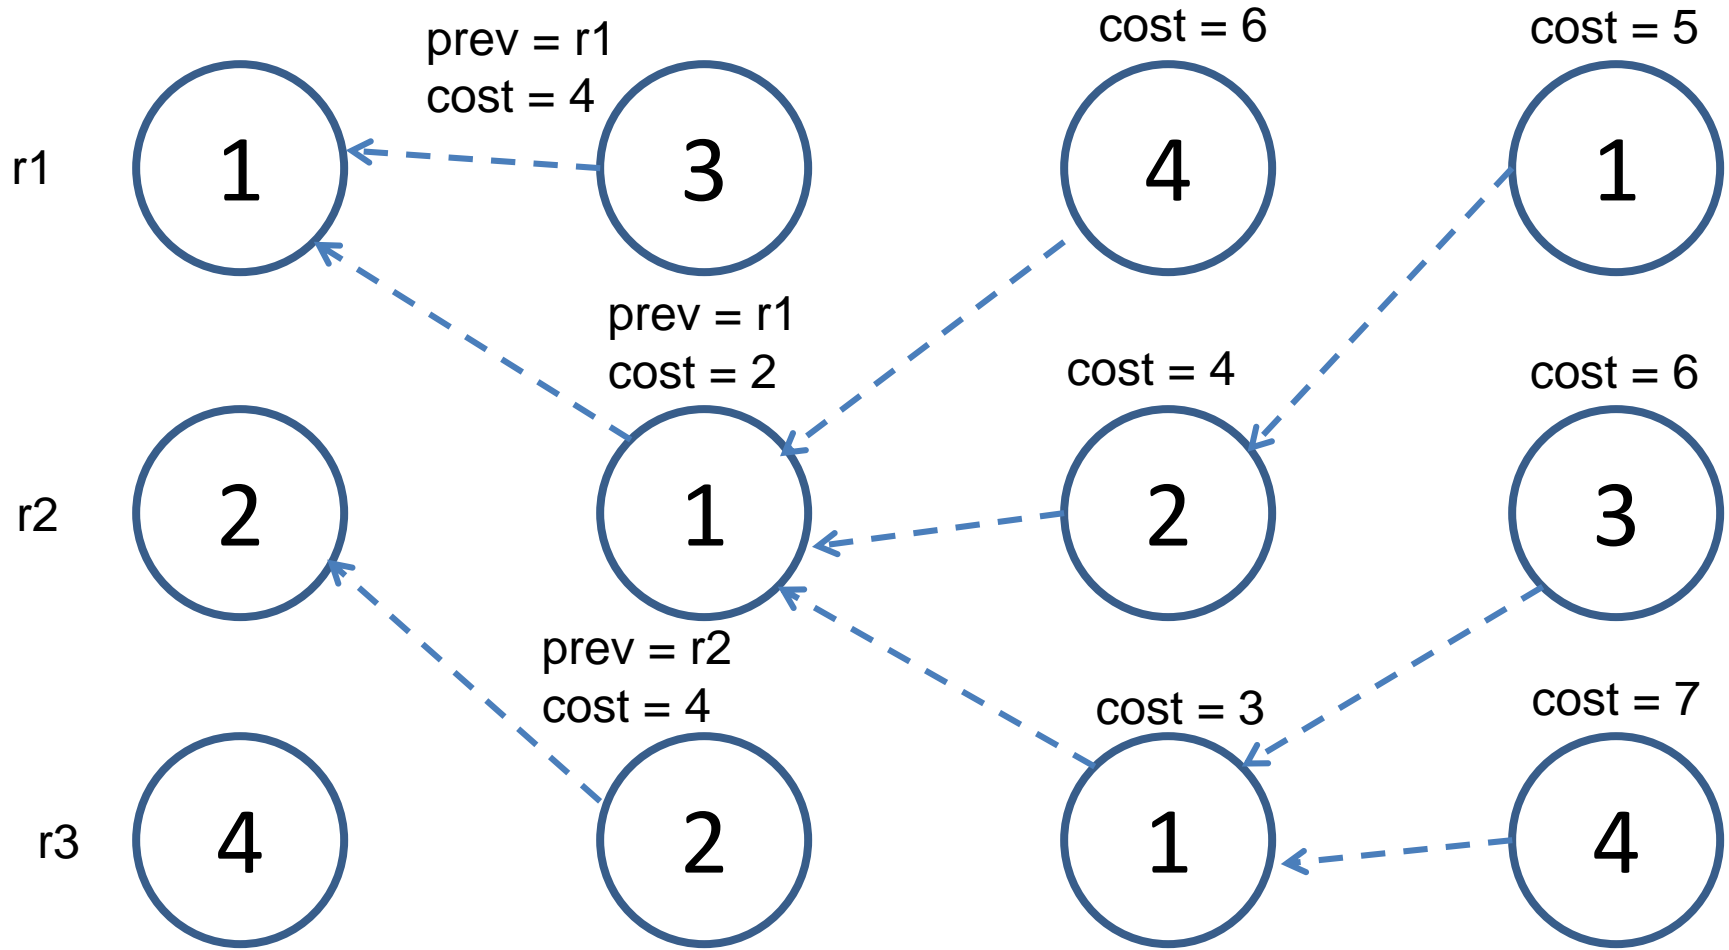 prev = r1
cost = 4
cost = 6
cost = 5
r1
1
3
4
1
prev = r1
cost = 2
cost = 4
cost = 6
r2
2
1
2
3
prev = r2
cost = 4
cost = 3
cost = 7
r3
4
2
1
4